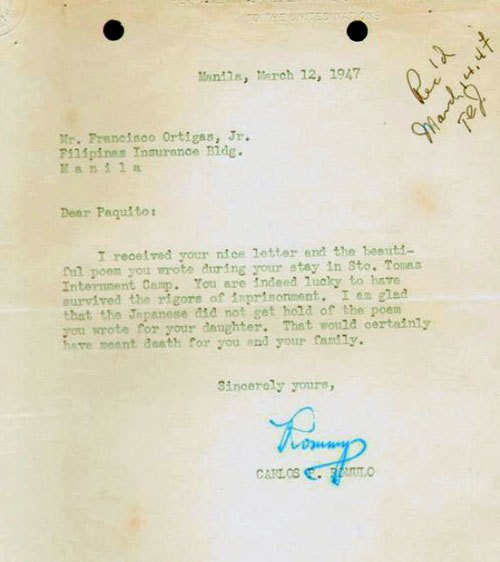 TO THE UNITED NATIONS
Rec'd
March 14.47
Manila, March 12, 1947
Mr. Francisco Ortigas, Jr.
Filipinas Insurance Bldg.
M a n i l a
Dear Paquito:
I received your nice letter and the beauti-
ful poem you wrote during your stay in Sto. Tomas
Internment Camp. You are indeed lucky to have
survived the rigors of imprisonment. I am glad
that the Japanese did not get hold of the poem
you wrote for your daughter. That would certainly
have meant death for you and your family.
Sincerely yours,
Rommy
CARLOS P. ROMULO